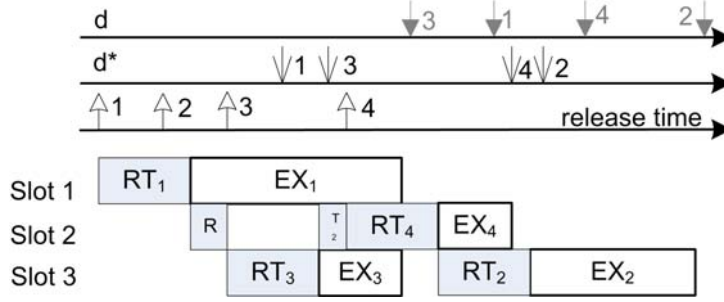 d 3 1 4 2
d* 1 3 4 2
1 2 3 4 release time
Slot 1 RT1 EX1
Slot 2 R T 2 RT4 EX4
Slot 3 RT3 EX3 RT2 EX2